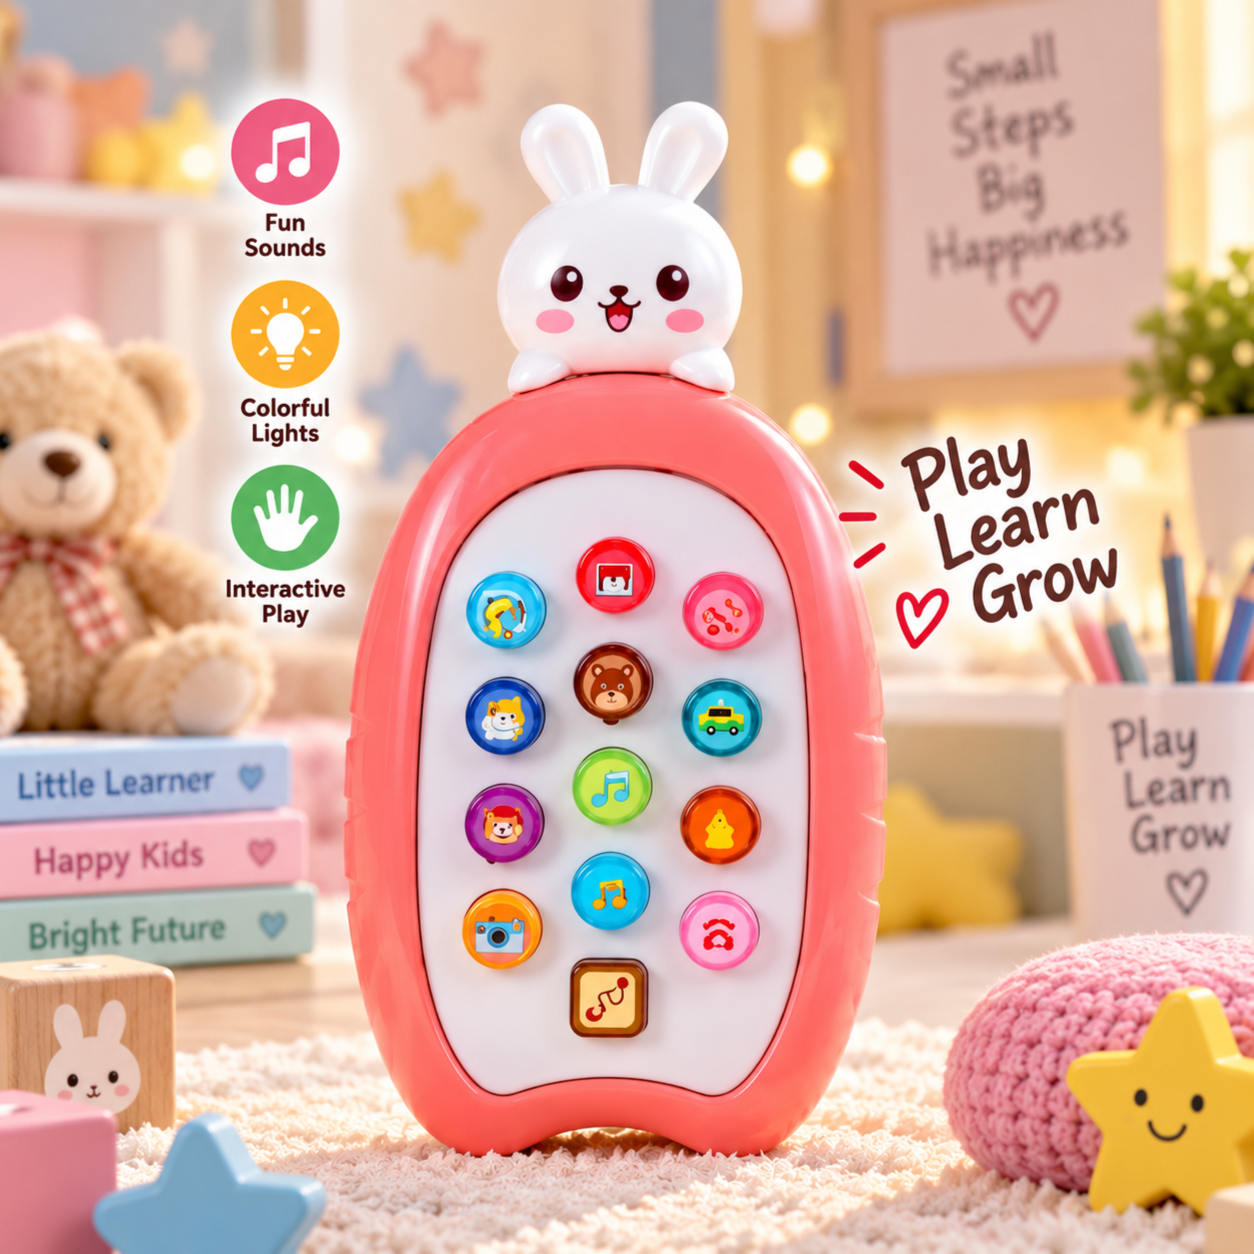 Fun
Sounds
Colorful
Lights
Interactive
Play
Small
Steps
Big
Happiness
Play
Learn
Grow
Little Learner
Happy Kids
Bright Future
Play
Learn
Grow